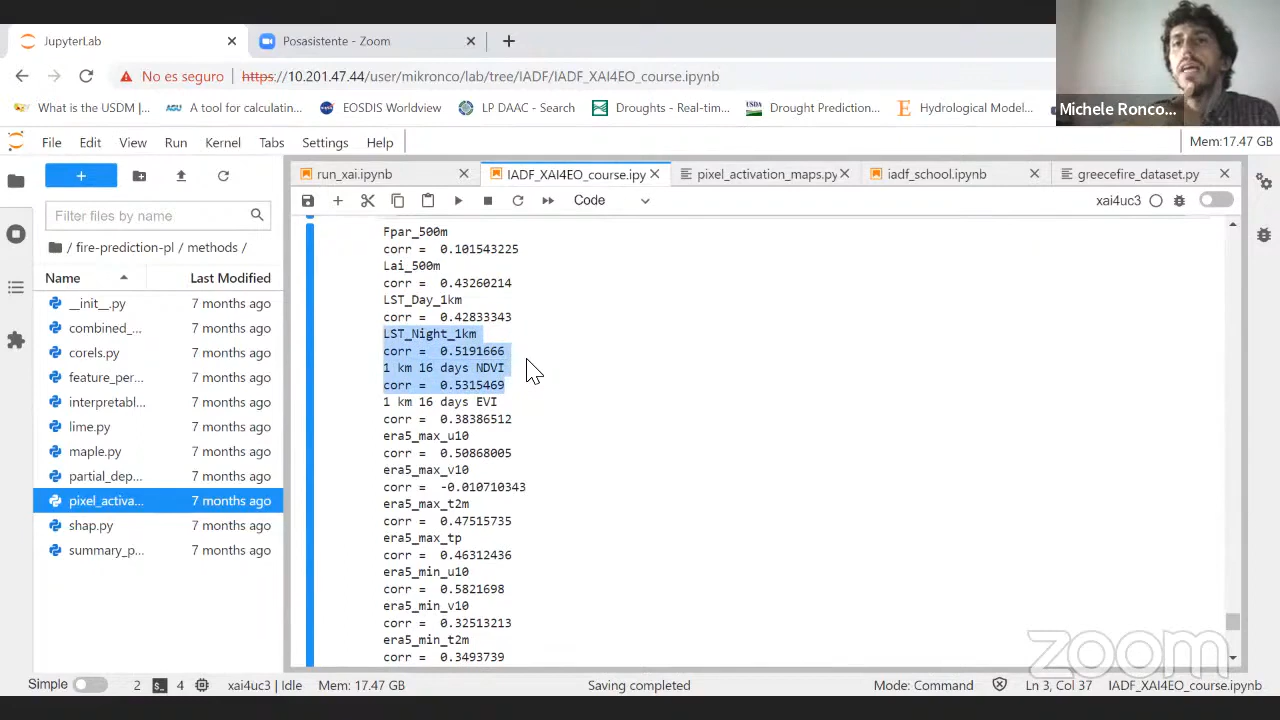 JupyterLab
Posasistente - Zoom
No es seguro
https://10.201.47.44/user/mikronco/lab/tree/IADF/IADF_XAI4EO_course.ipynb
What is the USDM |...
AGU
A tool for calculatin...
EOSDIS Worldview
LP DAAC - Search
Droughts - Real-tim...
USDA
Drought Prediction...
Hydrological Model...
Michele Ronco...
File Edit View Run Kernel Tabs Settings Help
Mem:17.47 GB
run_xai.ipynb
IADF_XAI4EO_course.ipy
pixel_activation_maps.py
iadf_school.ipynb
greecefire_dataset.py
Code
xai4uc3
Filter files by name
/ fire-prediction-pl / methods /
Name Last Modified
__init__.py 7 months ago
combined_... 7 months ago
corels.py 7 months ago
feature_per... 7 months ago
interpretabl... 7 months ago
lime.py 7 months ago
maple.py 7 months ago
partial_dep... 7 months ago
pixel_activa... 7 months ago
shap.py 7 months ago
summary_p... 7 months ago
Fpar_500m
corr = 0.101543225
Lai_500m
corr = 0.43260214
LST_Day_1km
corr = 0.42833343
LST_Night_1km
corr = 0.5191666
1 km 16 days NDVI
corr = 0.5315469
1 km 16 days EVI
corr = 0.38386512
era5_max_u10
corr = 0.50868005
era5_max_v10
corr = -0.010710343
era5_max_t2m
corr = 0.47515735
era5_max_tp
corr = 0.46312436
era5_min_u10
corr = 0.5821698
era5_min_v10
corr = 0.32513213
era5_min_t2m
corr = 0.3493739
zoom
Simple
2
4
xai4uc3 | Idle
Mem: 17.47 GB
Saving completed
Mode: Command
Ln 3, Col 37
IADF_XAI4EO_course.ipynb